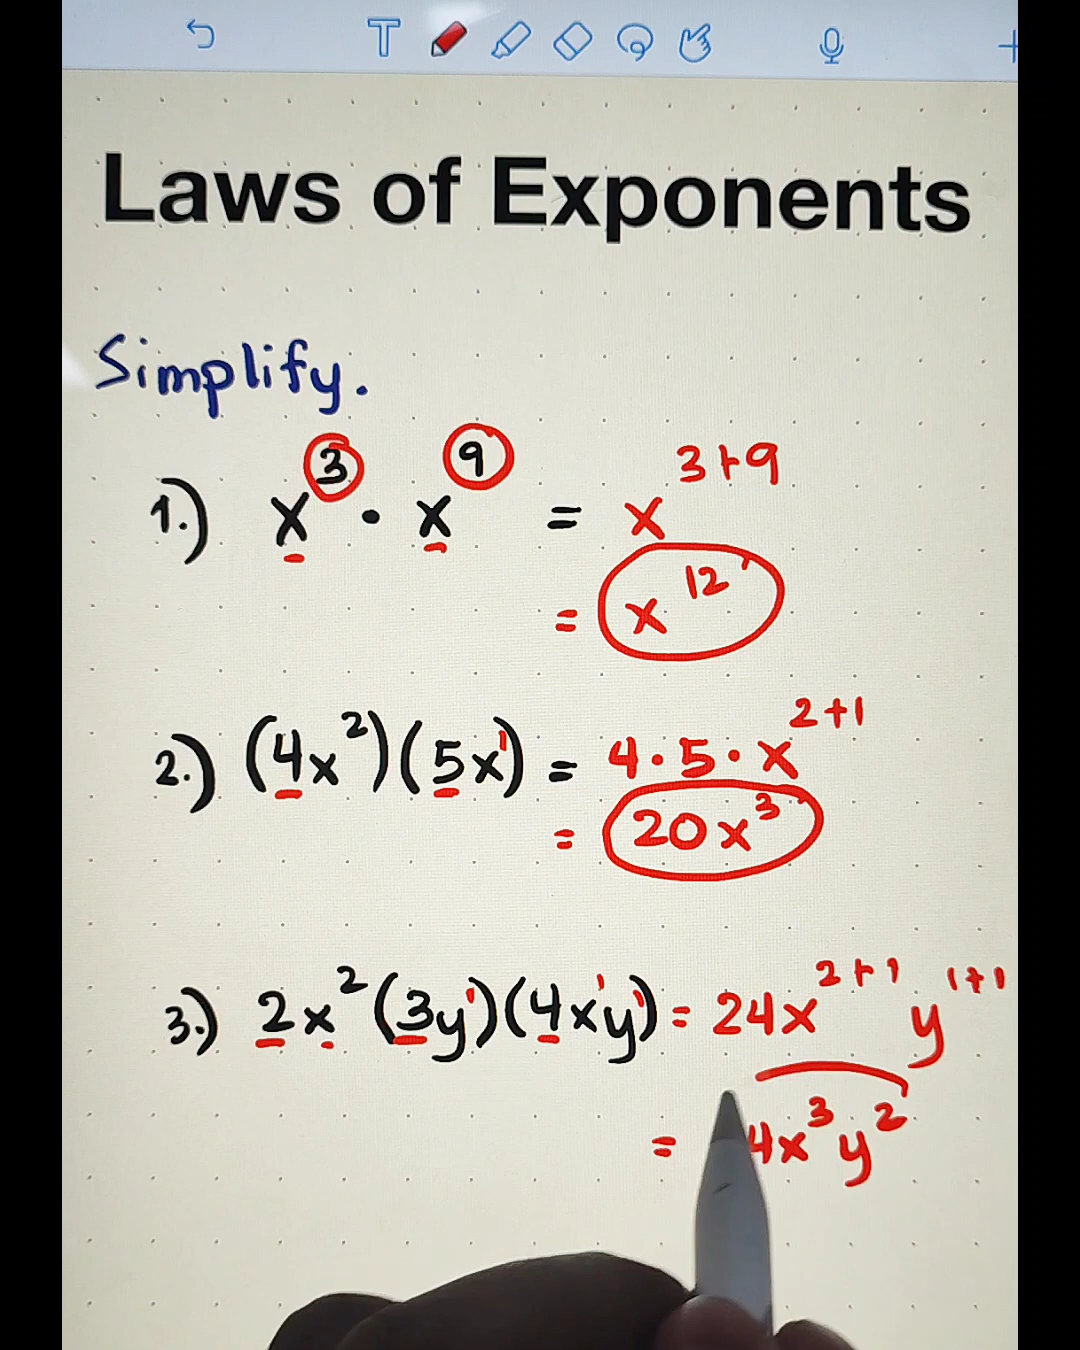 Laws of Exponents
Simplify.
1.) x³ · x⁹ = x³⁺⁹
= x¹²
2.) (4x²)(5x¹) = 4·5·x²⁺¹
= 20x³
3.) 2x²(3y¹)(4x¹y¹) = 24x²⁺¹ y¹⁺¹
= 4x³y²